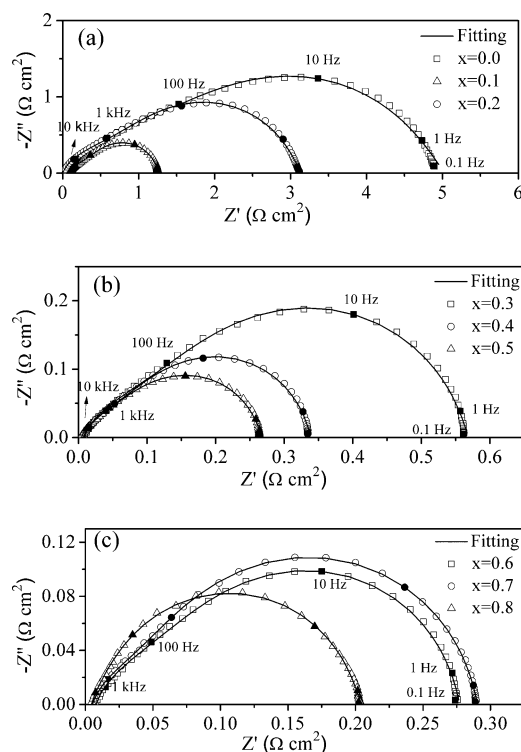 (a)
Fitting
x=0.0
x=0.1
x=0.2
10 Hz
100 Hz
1 kHz
10 kHz
1 Hz
0.1 Hz
-Z'' (Ω cm²)
2
1
0
0 1 2 3 4 5 6
Z' (Ω cm²)
(b)
Fitting
x=0.3
x=0.4
x=0.5
10 Hz
100 Hz
10 kHz
1 kHz
1 Hz
0.1 Hz
-Z'' (Ω cm²)
0.2
0.1
0.0
0.0 0.1 0.2 0.3 0.4 0.5 0.6
Z' (Ω cm²)
(c)
Fitting
x=0.6
x=0.7
x=0.8
10 Hz
100 Hz
1 kHz
1 Hz
0.1 Hz
-Z'' (Ω cm²)
0.12
0.08
0.04
0.00
0.00 0.05 0.10 0.15 0.20 0.25 0.30
Z' (Ω cm²)